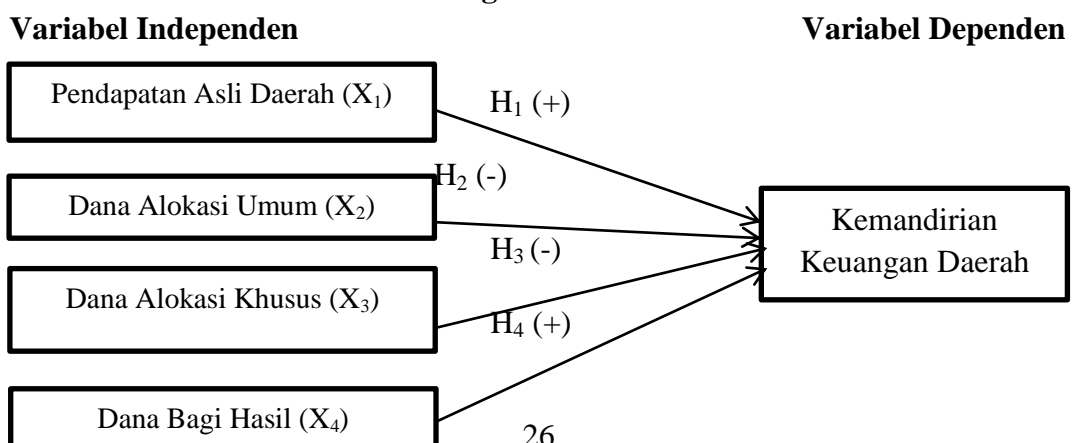 Variabel Independen
Variabel Dependen
Pendapatan Asli Daerah (X₁)
H₁ (+)
H₂ (-)
Dana Alokasi Umum (X₂)
Kemandirian
Keuangan Daerah
H₃ (-)
Dana Alokasi Khusus (X₃)
H₄ (+)
Dana Bagi Hasil (X₄)
26